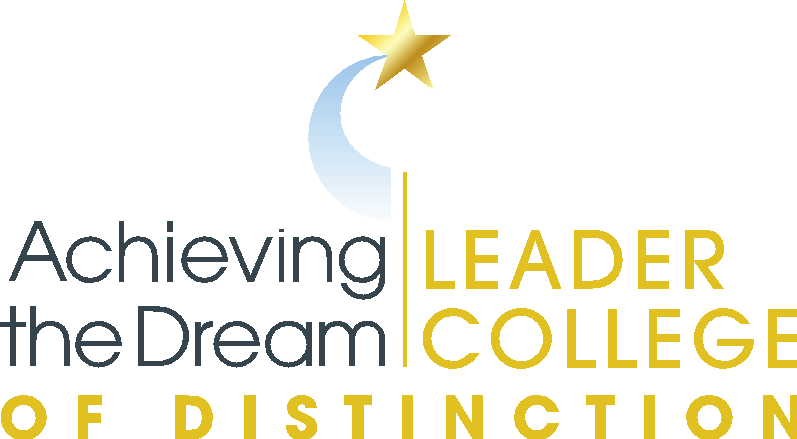 Achieving
the Dream
LEADER
COLLEGE
OF DISTINCTION